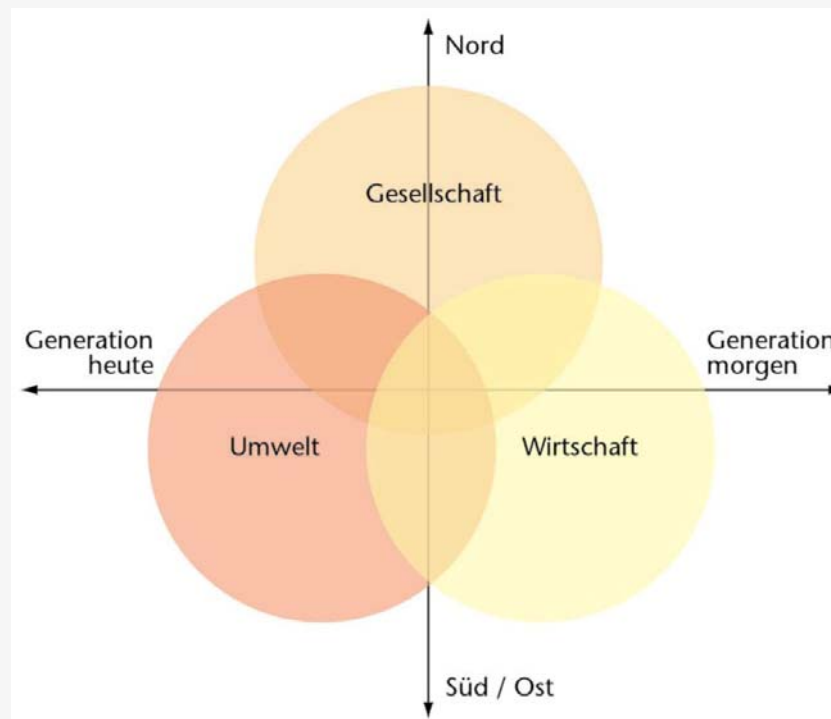 Nord
Gesellschaft
Generation
heute
Generation
morgen
Umwelt
Wirtschaft
Süd / Ost